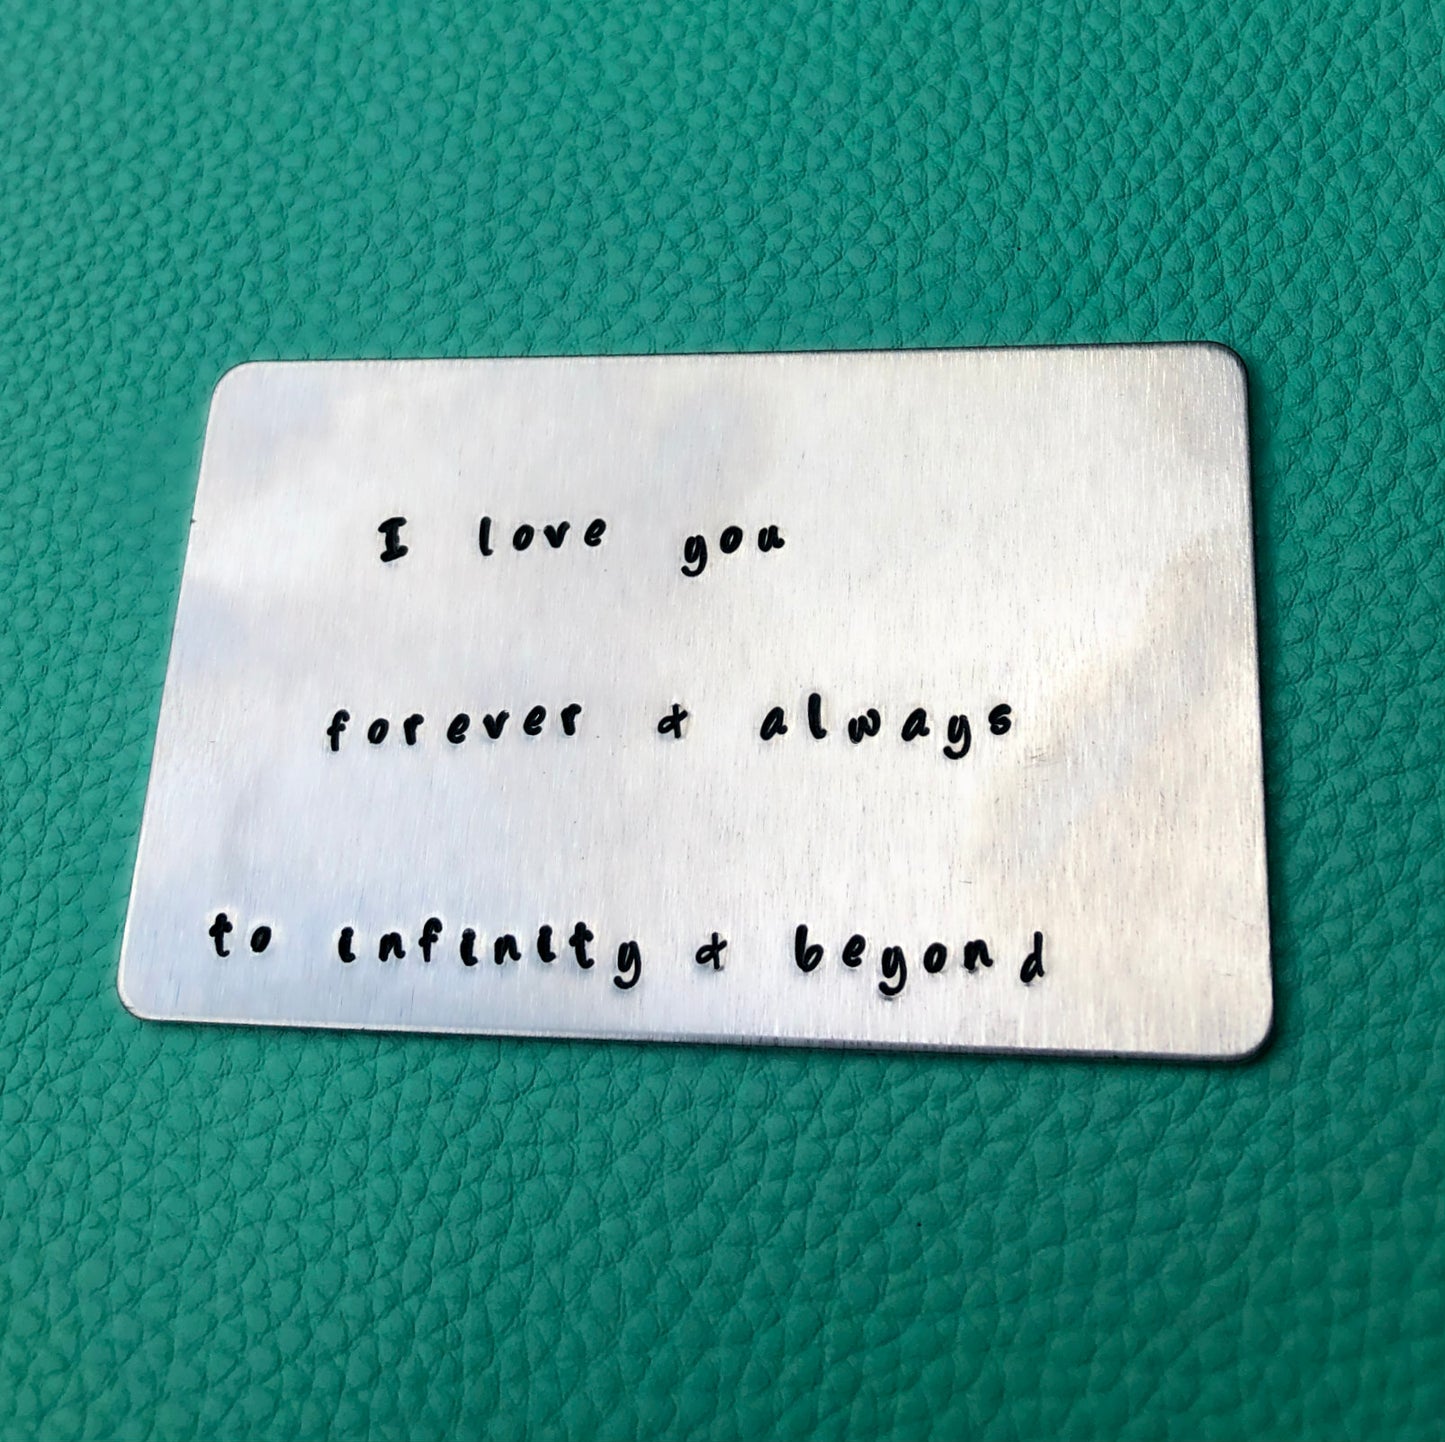 I love you
forever & always
to infinity & beyond